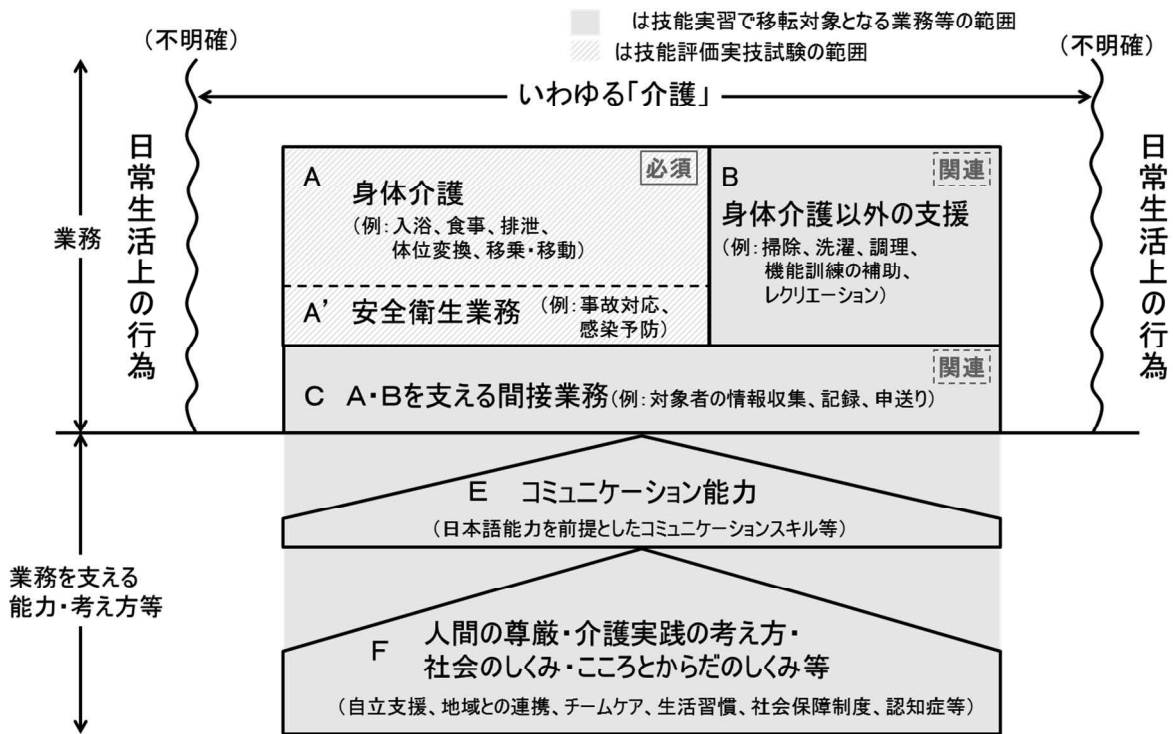 は技能実習で移転対象となる業務等の範囲
は技能評価実技試験の範囲
(不明確)
(不明確)
いわゆる「介護」
日常生活上の行為
日常生活上の行為
業務
A
必須
身体介護
(例:入浴、食事、排泄、
体位変換、移乗・移動)
A’ 安全衛生業務 (例:事故対応、
感染予防)
B
関連
身体介護以外の支援
(例:掃除、洗濯、調理、
機能訓練の補助、
レクリエーション)
関連
C A・Bを支える間接業務(例:対象者の情報収集、記録、申送り)
業務を支える
能力・考え方等
E コミュニケーション能力
(日本語能力を前提としたコミュニケーションスキル等)
F 人間の尊厳・介護実践の考え方・
社会のしくみ・こころとからだのしくみ等
(自立支援、地域との連携、チームケア、生活習慣、社会保障制度、認知症等)